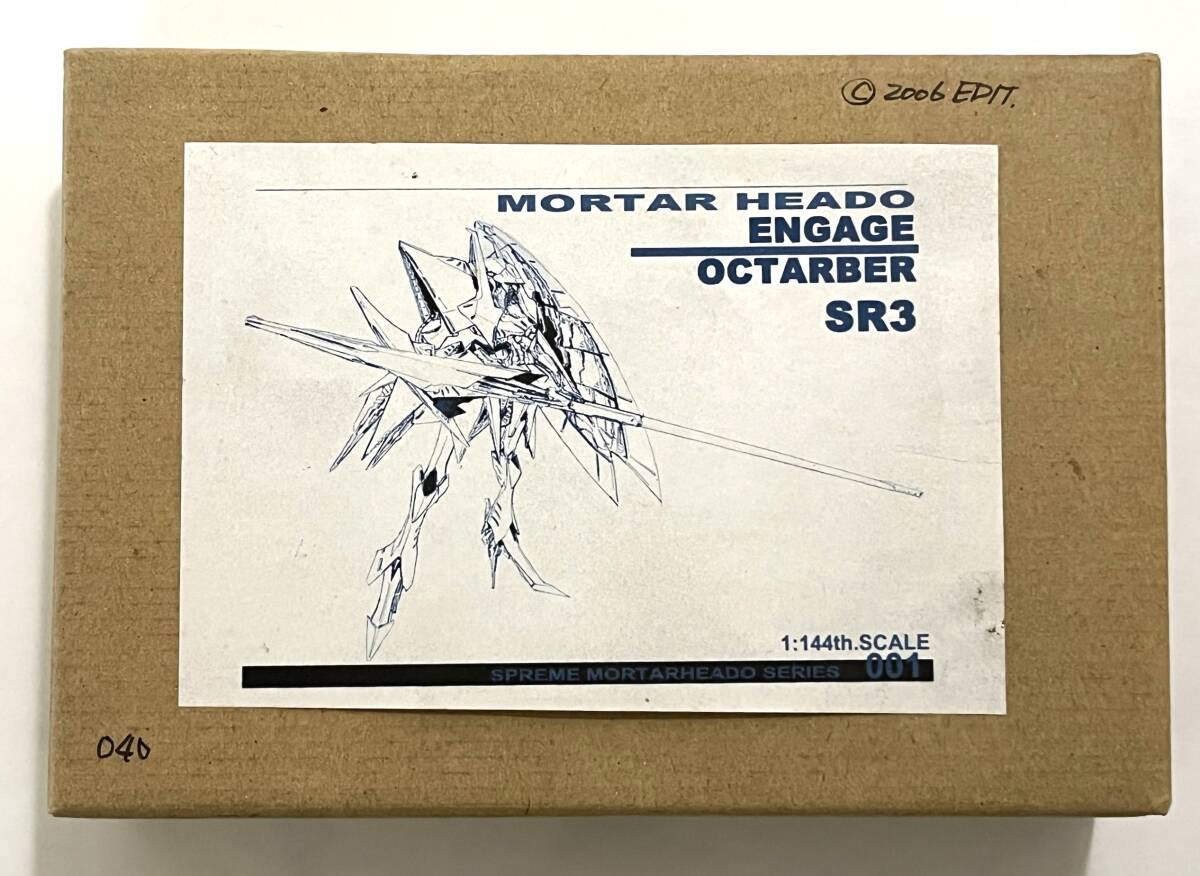 © 2006 EDIT.
MORTAR HEADO
ENGAGE
OCTARBER
SR3
1:144th.SCALE
SPREME MORTARHEADO SERIES 001
040